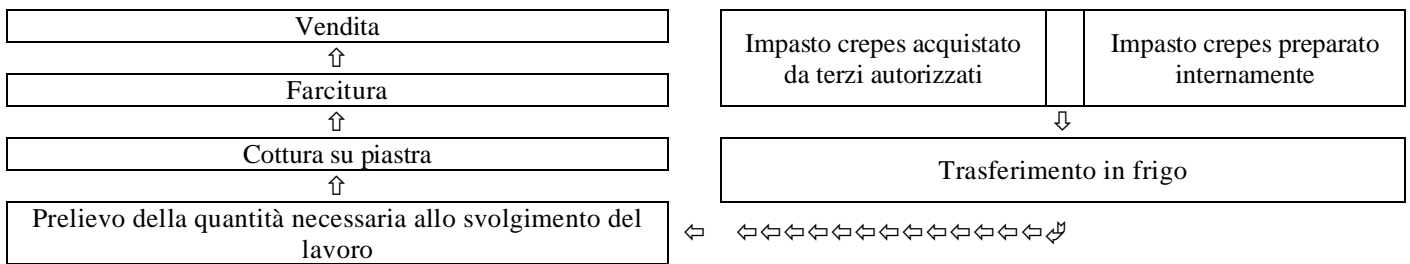 Vendita
⇧
Farcitura
⇧
Cottura su piastra
⇧
Prelievo della quantità necessaria allo svolgimento del
lavoro
Impasto crepes acquistato
da terzi autorizzati
Impasto crepes preparato
internamente
⇩
Trasferimento in frigo